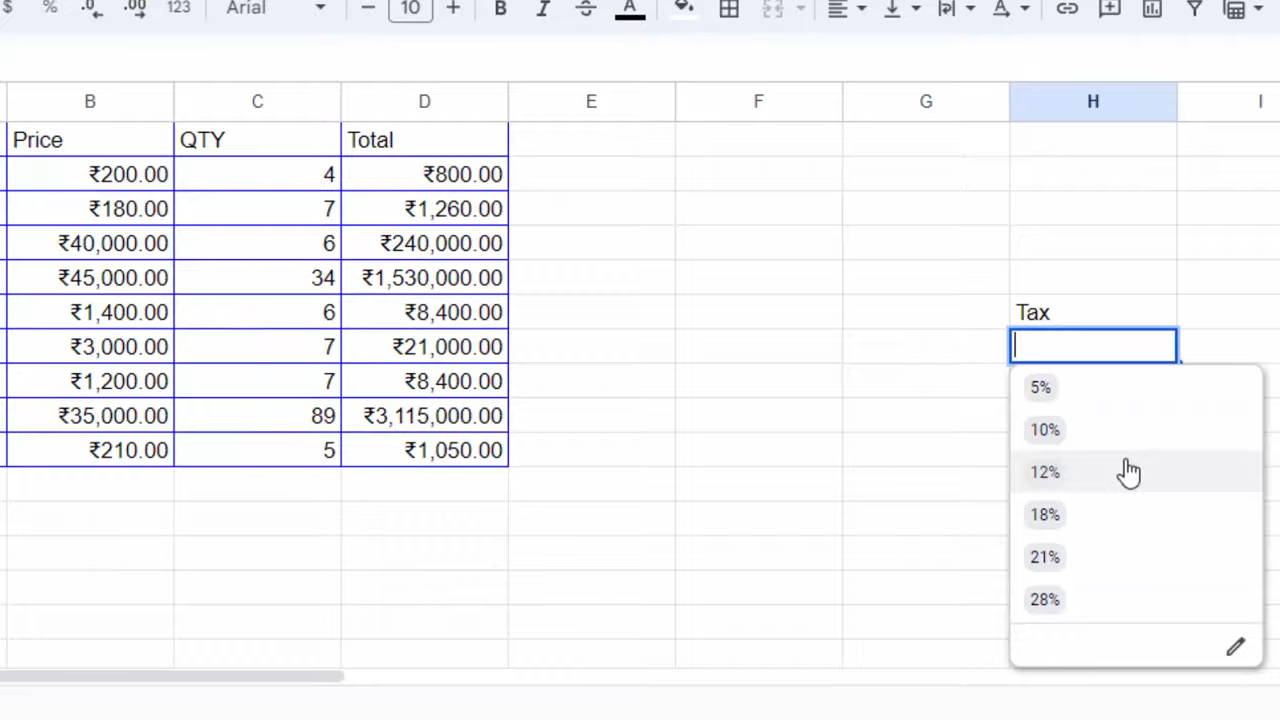 $ % .0 .00 123 Arial 10 B I A
B C D E F G H I
Price QTY Total
₹200.00 4 ₹800.00
₹180.00 7 ₹1,260.00
₹40,000.00 6 ₹240,000.00
₹45,000.00 34 ₹1,530,000.00
₹1,400.00 6 ₹8,400.00 Tax
₹3,000.00 7 ₹21,000.00
₹1,200.00 7 ₹8,400.00 5%
₹35,000.00 89 ₹3,115,000.00 10%
₹210.00 5 ₹1,050.00
12%
18%
21%
28%